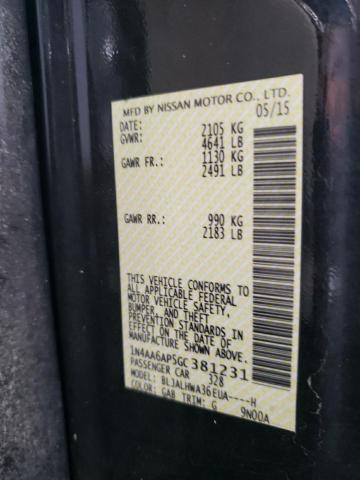 MFD BY NISSAN MOTOR CO., LTD.
DATE: 05/15
GVWR: 2105 KG
4641 LB
GAWR FR.: 1130 KG
2491 LB
GAWR RR.: 990 KG
2183 LB
THIS VEHICLE CONFORMS TO
ALL APPLICABLE FEDERAL
MOTOR VEHICLE SAFETY,
BUMPER, AND THEFT
PREVENTION STANDARDS
IN EFFECT ON THE DATE OF
MANUFACTURE SHOWN ABOVE.
1N4AA6AP5GC381231
PASSENGER CAR 328
MODEL: BLJALHWA36EUA----H
COLOR: GAB TRIM: G 9N00A